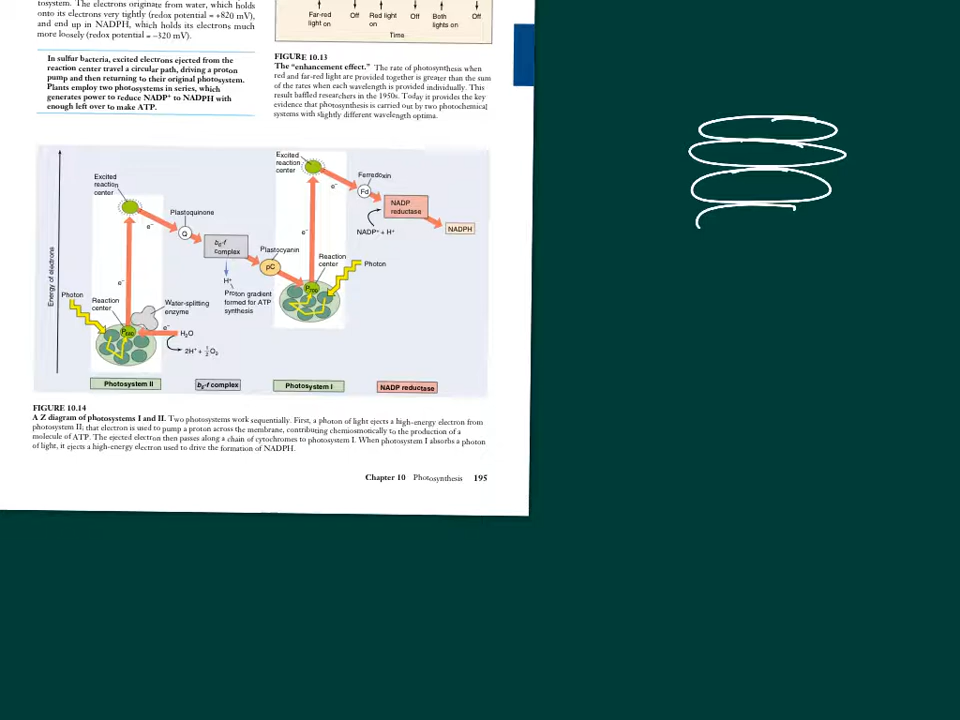 tosystem. The electrons originate from water, which holds
onto its electrons very tightly (redox potential = +820 mV),
and end up in NADPH, which holds its electrons much
more loosely (redox potential = –320 mV).
In sulfur bacteria, excited electrons ejected from the
reaction center travel a circular path, driving a proton
pump and then returning to their original photosystem.
Plants employ two photosystems in series, which
generates power to reduce NADP+ to NADPH with
enough left over to make ATP.
Far-red light on
Off
Red light on
Off
Both lights on
Off
Time
FIGURE 10.13
The "enhancement effect." The rate of photosynthesis when
red and far-red light are provided together is greater than the sum
of the rates when each wavelength is provided individually. This
result baffled researchers in the 1950s. Today it provides the key
evidence that photosynthesis is carried out by two photochemical
systems with slightly different wavelength optima.
Energy of electrons
Excited
reaction
center
Plastoquinone
e–
Q
b6-f
complex
H+
Proton gradient
formed for ATP
synthesis
Photon
Reaction
center
e–
P680
Water-splitting
enzyme
e–
H2O
2H+ + 1/2O2
Excited
reaction
center
e–
Ferredoxin
Fd
NADP
reductase
NADP+ + H+
NADPH
Plastocyanin
pC
e–
Reaction
center
Photon
P700
Photosystem II
b6-f complex
Photosystem I
NADP reductase
FIGURE 10.14
A Z diagram of photosystems I and II. Two photosystems work sequentially. First, a photon of light ejects a high-energy electron from
photosystem II; that electron is used to pump a proton across the membrane, contributing chemiosmotically to the production of a
molecule of ATP. The ejected electron then passes along a chain of cytochromes to photosystem I. When photosystem I absorbs a photon
of light, it ejects a high-energy electron used to drive the formation of NADPH.
Chapter 10 Photosynthesis 195